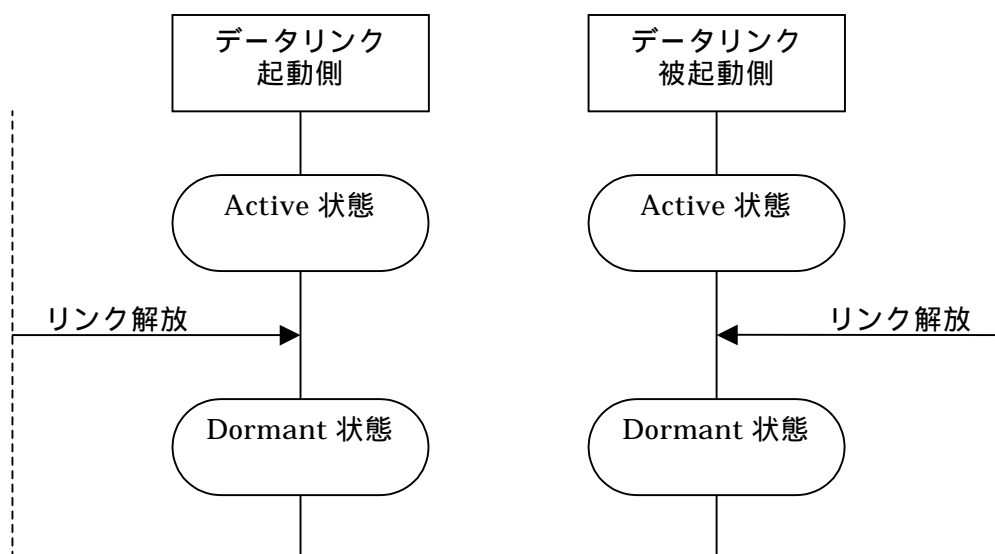 データリンク
起動側
データリンク
被起動側
Active 状態
Active 状態
リンク解放
リンク解放
Dormant 状態
Dormant 状態